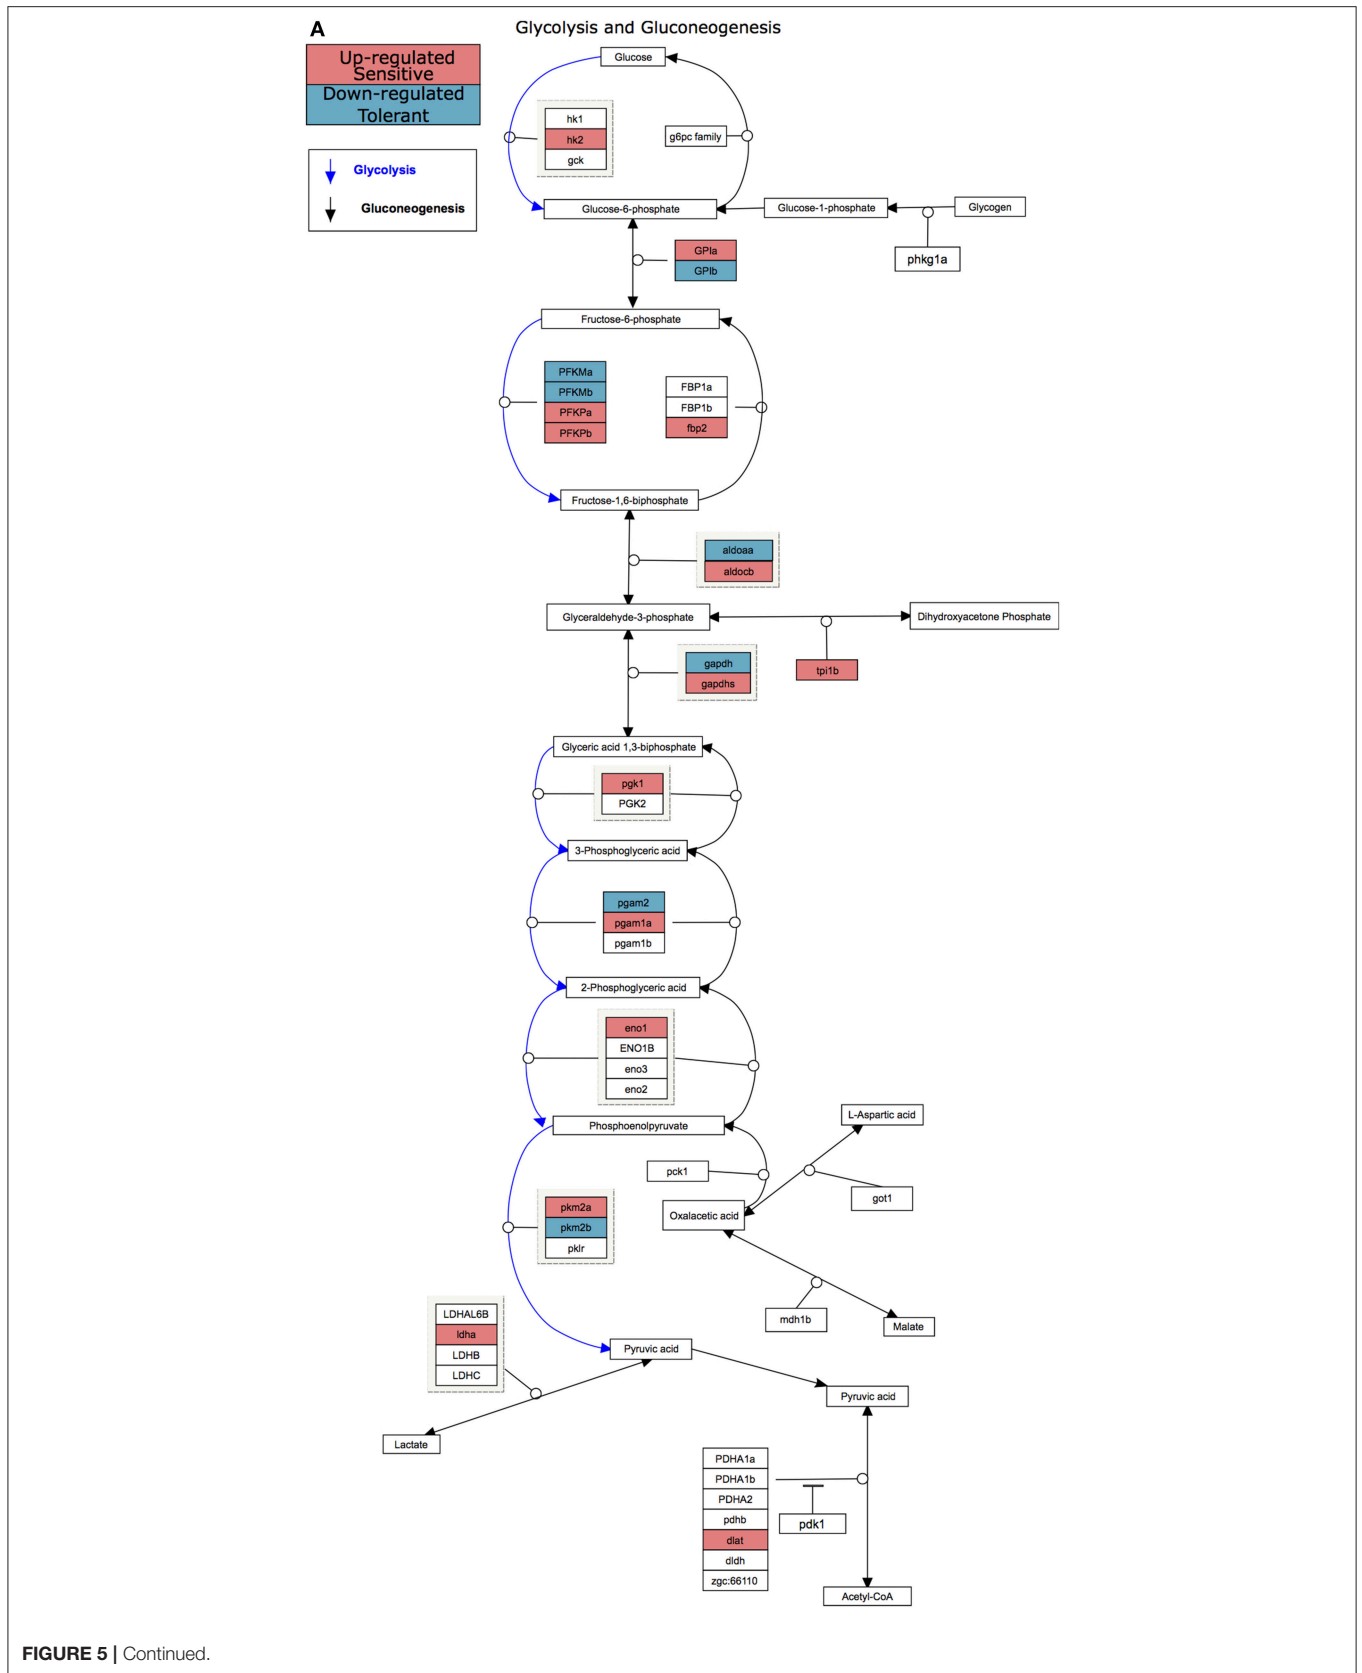 A
Glycolysis and Gluconeogenesis
Up-regulated
Sensitive
Down-regulated
Tolerant
Glycolysis
Gluconeogenesis
Glucose
hk1
hk2
gck
g6pc family
Glucose-6-phosphate
Glucose-1-phosphate
Glycogen
phkg1a
GPIa
GPIb
Fructose-6-phosphate
PFKMa
PFKMb
PFKPa
PFKPb
FBP1a
FBP1b
fbp2
Fructose-1,6-biphosphate
aldoaa
aldocb
Glyceraldehyde-3-phosphate
Dihydroxyacetone Phosphate
gapdh
gapdhs
tpi1b
Glyceric acid 1,3-biphosphate
pgk1
PGK2
3-Phosphoglyceric acid
pgam2
pgam1a
pgam1b
2-Phosphoglyceric acid
eno1
ENO1B
eno3
eno2
Phosphoenolpyruvate
L-Aspartic acid
pck1
got1
Oxalacetic acid
pkm2a
pkm2b
pklr
mdh1b
Malate
LDHAL6B
ldha
LDHB
LDHC
Pyruvic acid
Pyruvic acid
Lactate
PDHA1a
PDHA1b
PDHA2
pdhb
dlat
dldh
zgc:66110
pdk1
Acetyl-CoA
FIGURE 5 | Continued.